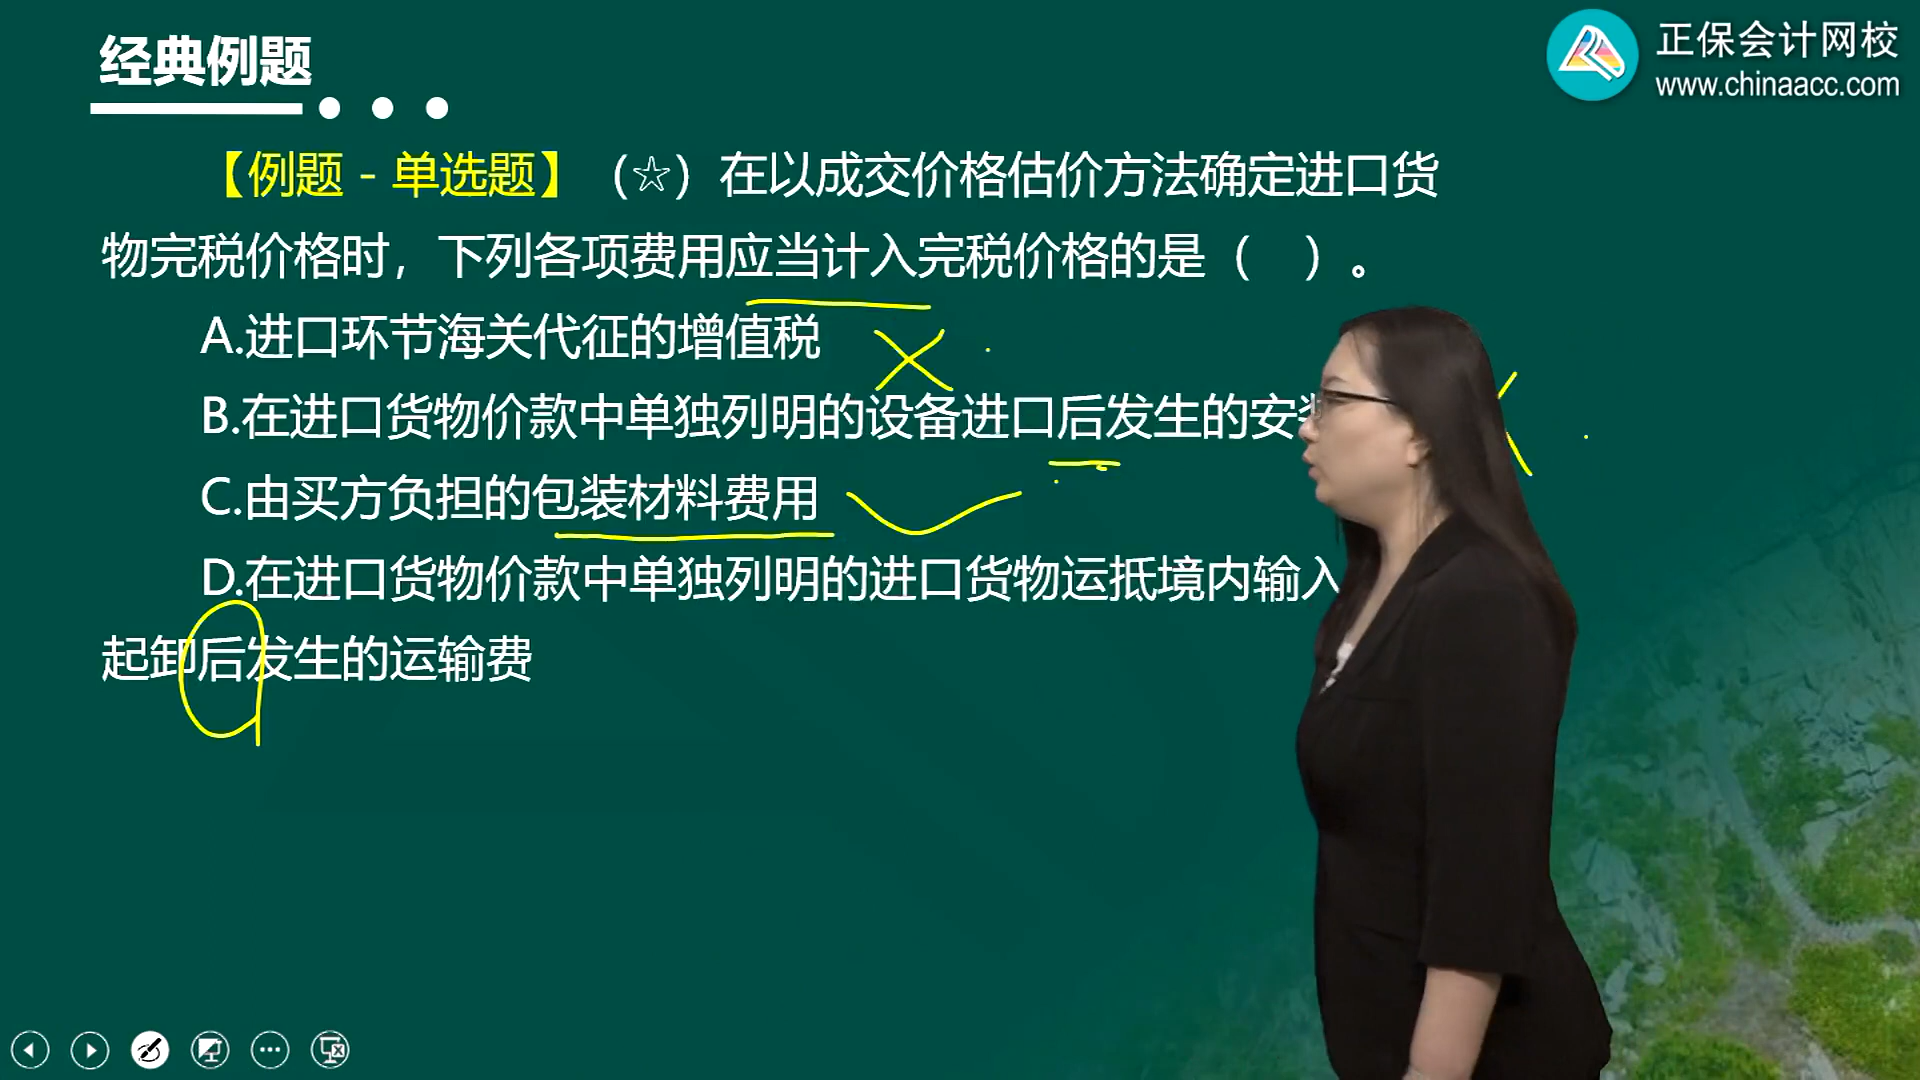 经典例题
正保会计网校
www.chinaacc.com
【例题－单选题】（☆）在以成交价格估价方法确定进口货
物完税价格时，下列各项费用应当计入完税价格的是（　）。
A.进口环节海关代征的增值税
B.在进口货物价款中单独列明的设备进口后发生的安
C.由买方负担的包装材料费用
D.在进口货物价款中单独列明的进口货物运抵境内输入
起卸后发生的运输费